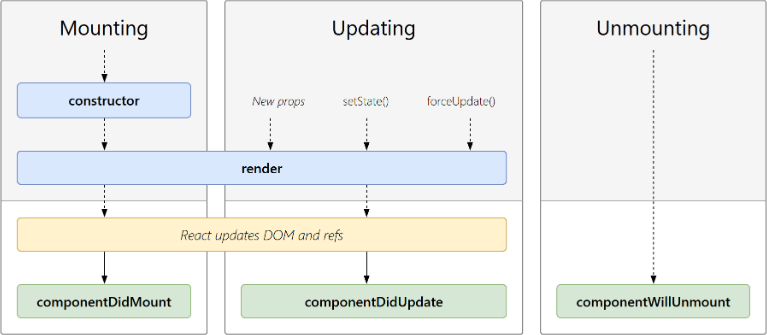 Mounting
Updating
Unmounting
constructor
New props
setState()
forceUpdate()
render
React updates DOM and refs
componentDidMount
componentDidUpdate
componentWillUnmount